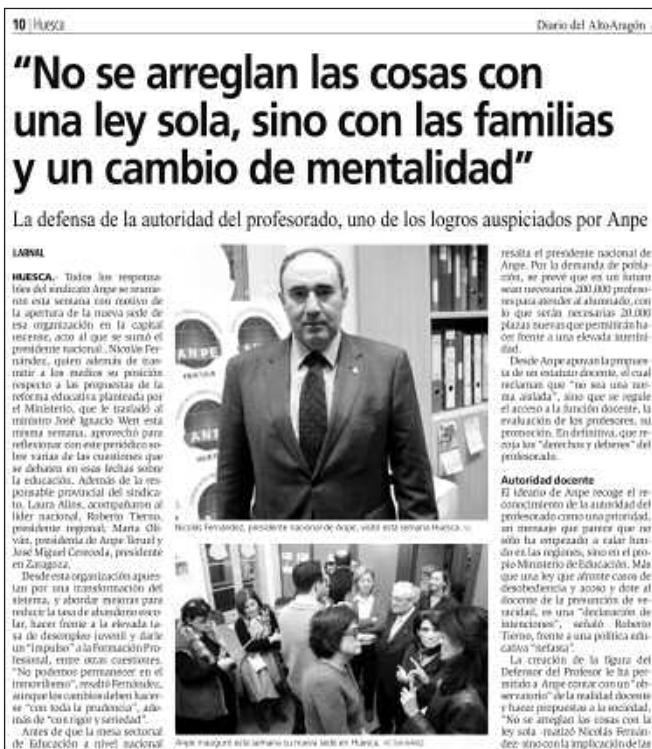 10 | Huesca
Diario del AltoAragón
“No se arreglan las cosas con
una ley sola, sino con las familias
y un cambio de mentalidad”
La defensa de la autoridad del profesorado, uno de los logros auspiciados por Anpe
HUESCA.- Todos los responsa-
bles del sindicato Anpe se reunie-
ron esta semana con motivo de
la apertura de la nueva sede de
esa organización en la capital
oscense, acto al que se sumó el
presidente nacional, Nicolás Fer-
nández, quien además de trans-
mitir a los medios su posición
respecto a las propuestas de la
reforma educativa planteada por
el Ministerio, que le trasladó al
ministro José Ignacio Wert esta
misma semana, aprovechó para
reflexionar con este periódico so-
bre varias de las cuestiones que
se debaten en esas fechas sobre
la educación. Además de la res-
ponsable provincial del sindica-
to, Laura Alins, acompañaron al
líder nacional, Roberto Tierno,
presidente regional, Marta Oli-
ván, presidenta de Anpe Teruel y
José Miguel Cerceda, presidente
en Zaragoza.
Desde esta organización apues-
tan por una transformación del
sistema, y abordar mejoras para
reducir la tasa de abandono esco-
lar, hacer frente a la elevada ta-
sa de desempleo juvenil y darle
un “impulso” a la Formación Pro-
fesional, entre otras cuestiones.
“No podemos permanecer en el
inmovilismo”, resaltó Fernández,
aunque los cambios deben hacer-
se “con toda la prudencia”, ade-
más de “con rigor y seriedad”.
Antes de que la mesa sectorial
de Educación a nivel nacional
ANPE
ANPE
Nicolás Fernández, presidente nacional de Anpe, visitó esta semana Huesca.
Anpe inauguró esta semana su nueva sede en Huesca.
resalta el presidente nacional de
Anpe. Por la demanda de pobla-
ción, se prevé que en un futuro
sean necesarios 200.000 profeso-
res para atender al alumnado, con
lo que serán necesarias 20.000
plazas nuevas que permitirán ha-
cer frente a una elevada interini-
dad.
Desde Anpe apoyan la propues-
ta de un estatuto docente, el cual
reclaman que “no sea una nor-
ma aislada”, sino que se regule
el acceso a la función docente, la
evaluación de los profesores, su
promoción. En definitiva, que re-
coja los “derechos y deberes” del
profesorado.
Autoridad docente
El ideario de Anpe recoge el re-
conocimiento de la autoridad del
profesorado como una prioridad,
un mensaje que parece que no
sólo ha empezado a calar hon-
do en las regiones, sino en el pro-
pio Ministerio de Educación. Más
que una ley que afronte casos de
desobediencia y acoso y dote al
docente de la presunción de ve-
racidad, es una “declaración de
intenciones”, señaló Roberto
Tierno, frente a una política edu-
cativa “nefasta”.
La creación de la figura del
Defensor del Profesor le ha per-
mitido a Anpe contar con un “ob-
servatorio” de la realidad docente
y hacer propuestas a la sociedad.
“No se arreglan las cosas con la
ley sola -matizó Nicolás Fernán-
dez- sino con la implicación de las